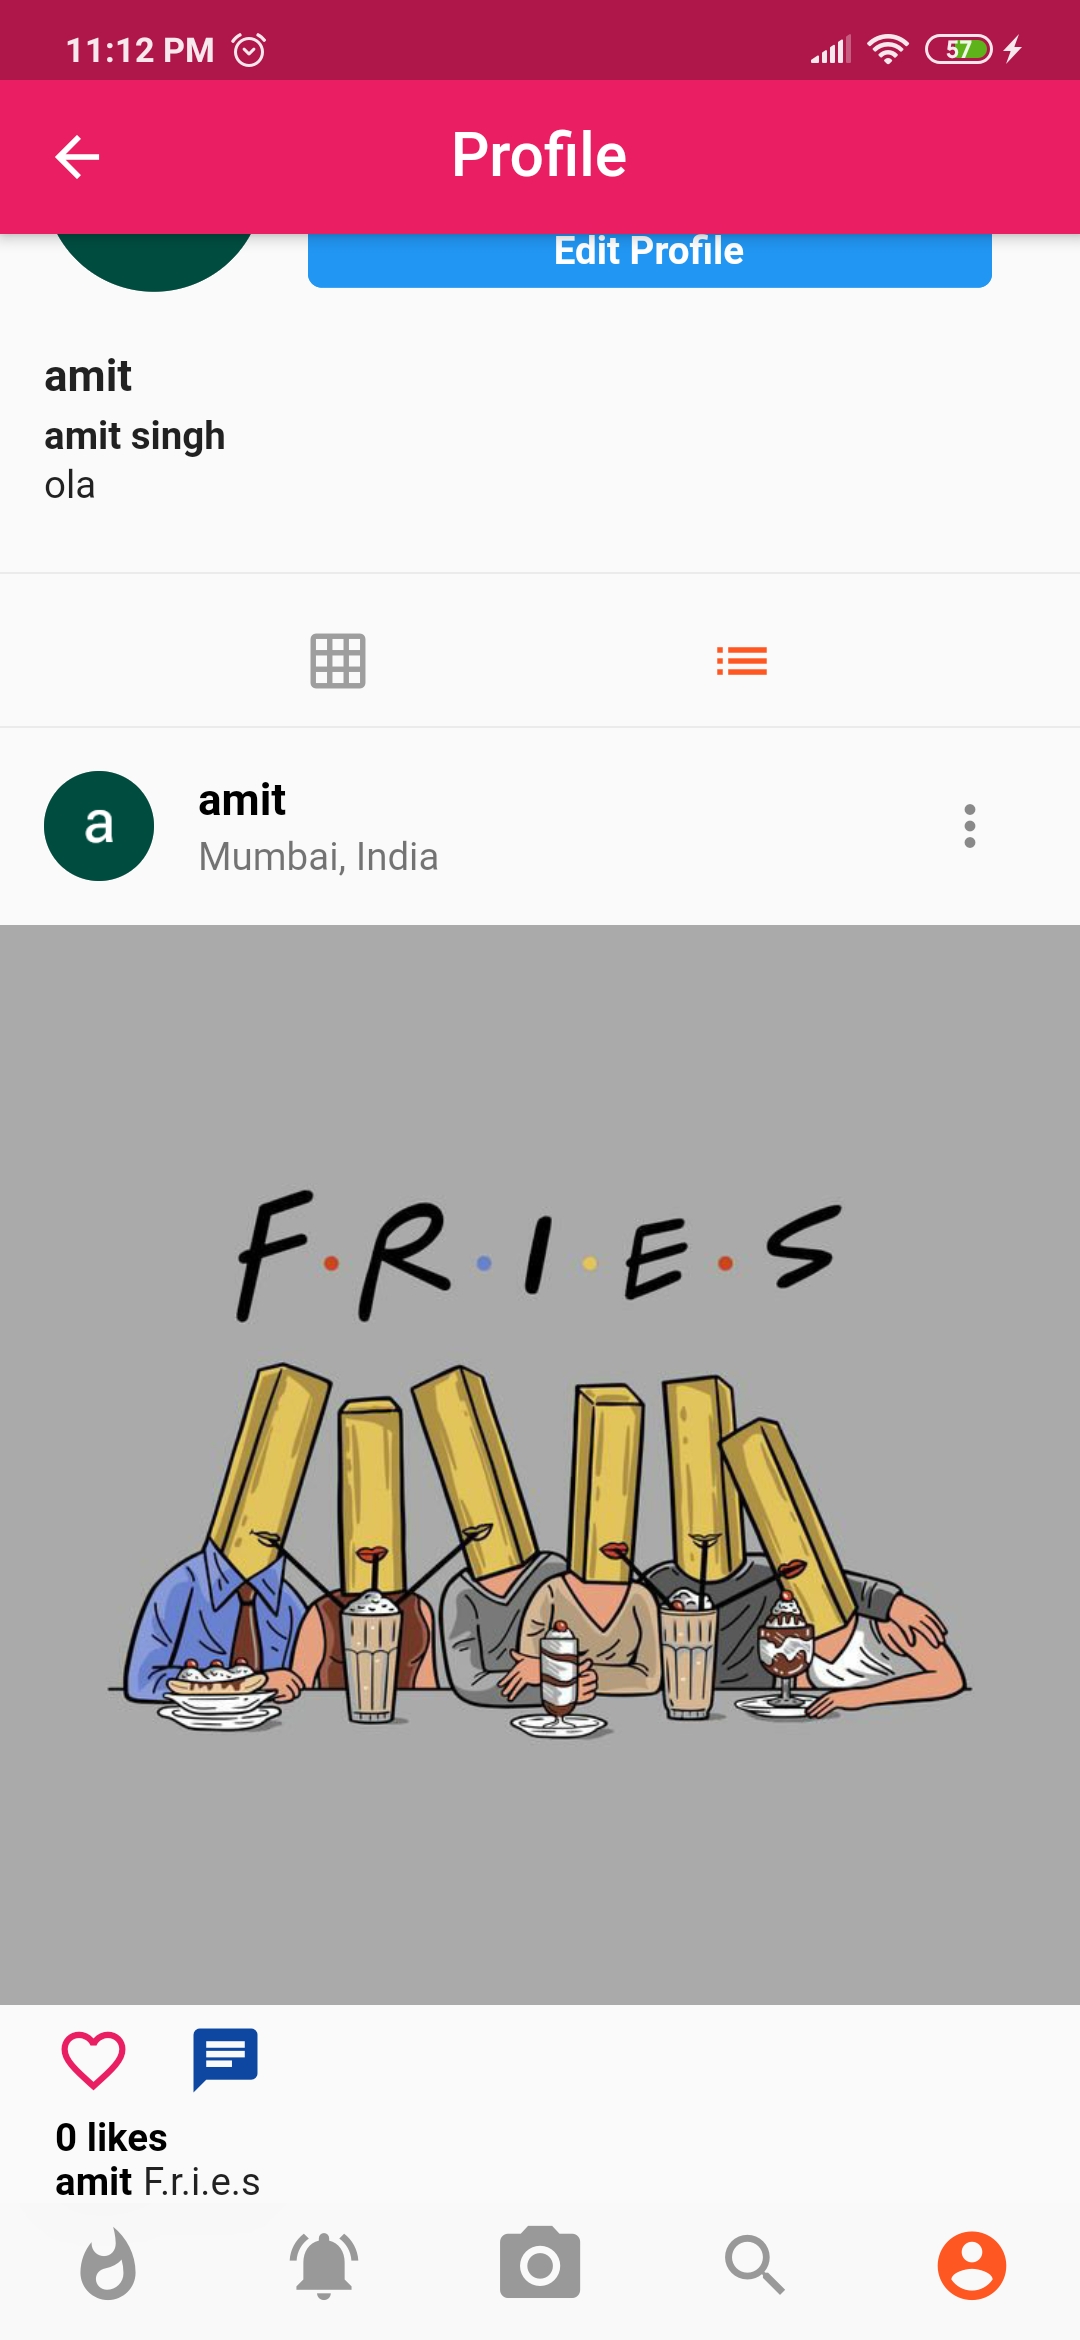 11:12 PM 57
Profile
Edit Profile
amit
amit singh
ola
a
amit
Mumbai, India
F·R·I·E·S
0 likes
amit F.r.i.e.s